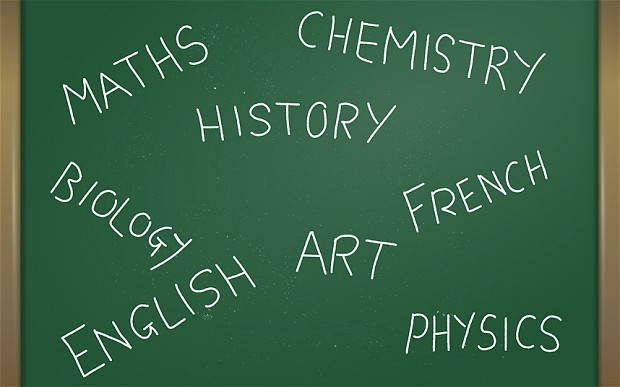 MATHS
CHEMISTRY
HISTORY
BIOLOGY
FRENCH
ART
ENGLISH
PHYSICS